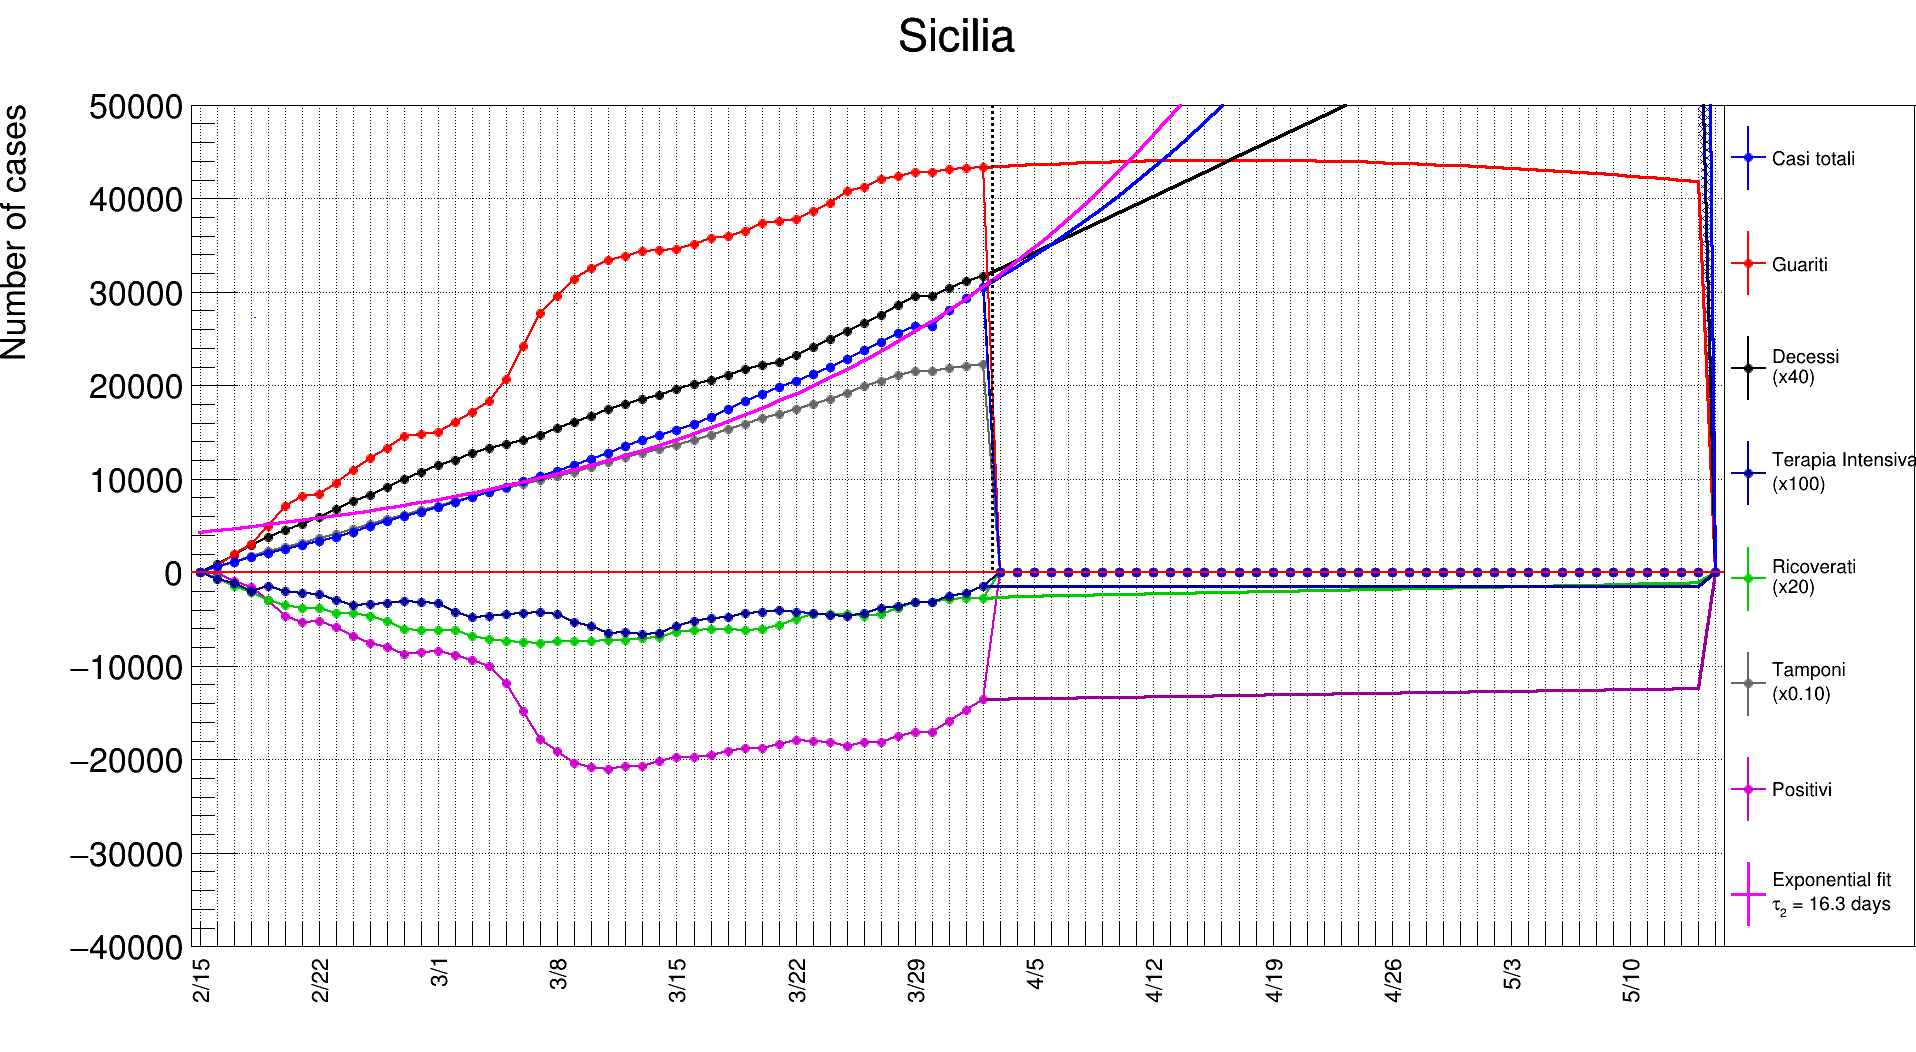 Sicilia
Number of cases
50000
40000
30000
20000
10000
0
−10000
−20000
−30000
−40000
2/15
2/22
3/1
3/8
3/15
3/22
3/29
4/5
4/12
4/19
4/26
5/3
5/10
Casi totali
Guariti
Decessi
(x40)
Terapia Intensiva
(x100)
Ricoverati
(x20)
Tamponi
(x0.10)
Positivi
Exponential fit
τ2 = 16.3 days